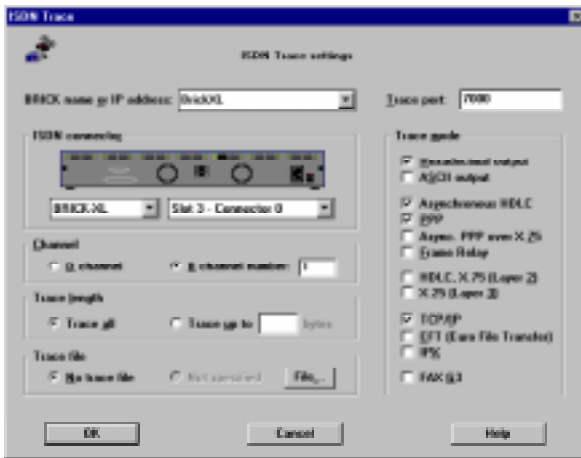 ISDN Trace
ISDN Trace settings
BRICK name or IP address: BrickXL
Trace port: 7000
ISDN connector
BRICK-XL
Slot 3 - Connector 0
Channel
D channel
B channel number: 1
Trace length
Trace all
Trace up to
bytes
Trace file
No trace file
Not specified
File...
Trace mode
Hexadecimal output
ASCII output
Asynchronous HDLC
PPP
Async. PPP over X.75
Frame Relay
HDLC, X.75 (Layer 2)
X.25 (Layer 3)
TCP/IP
EFT (Euro File Transfer)
IPX
FAX G3
OK
Cancel
Help